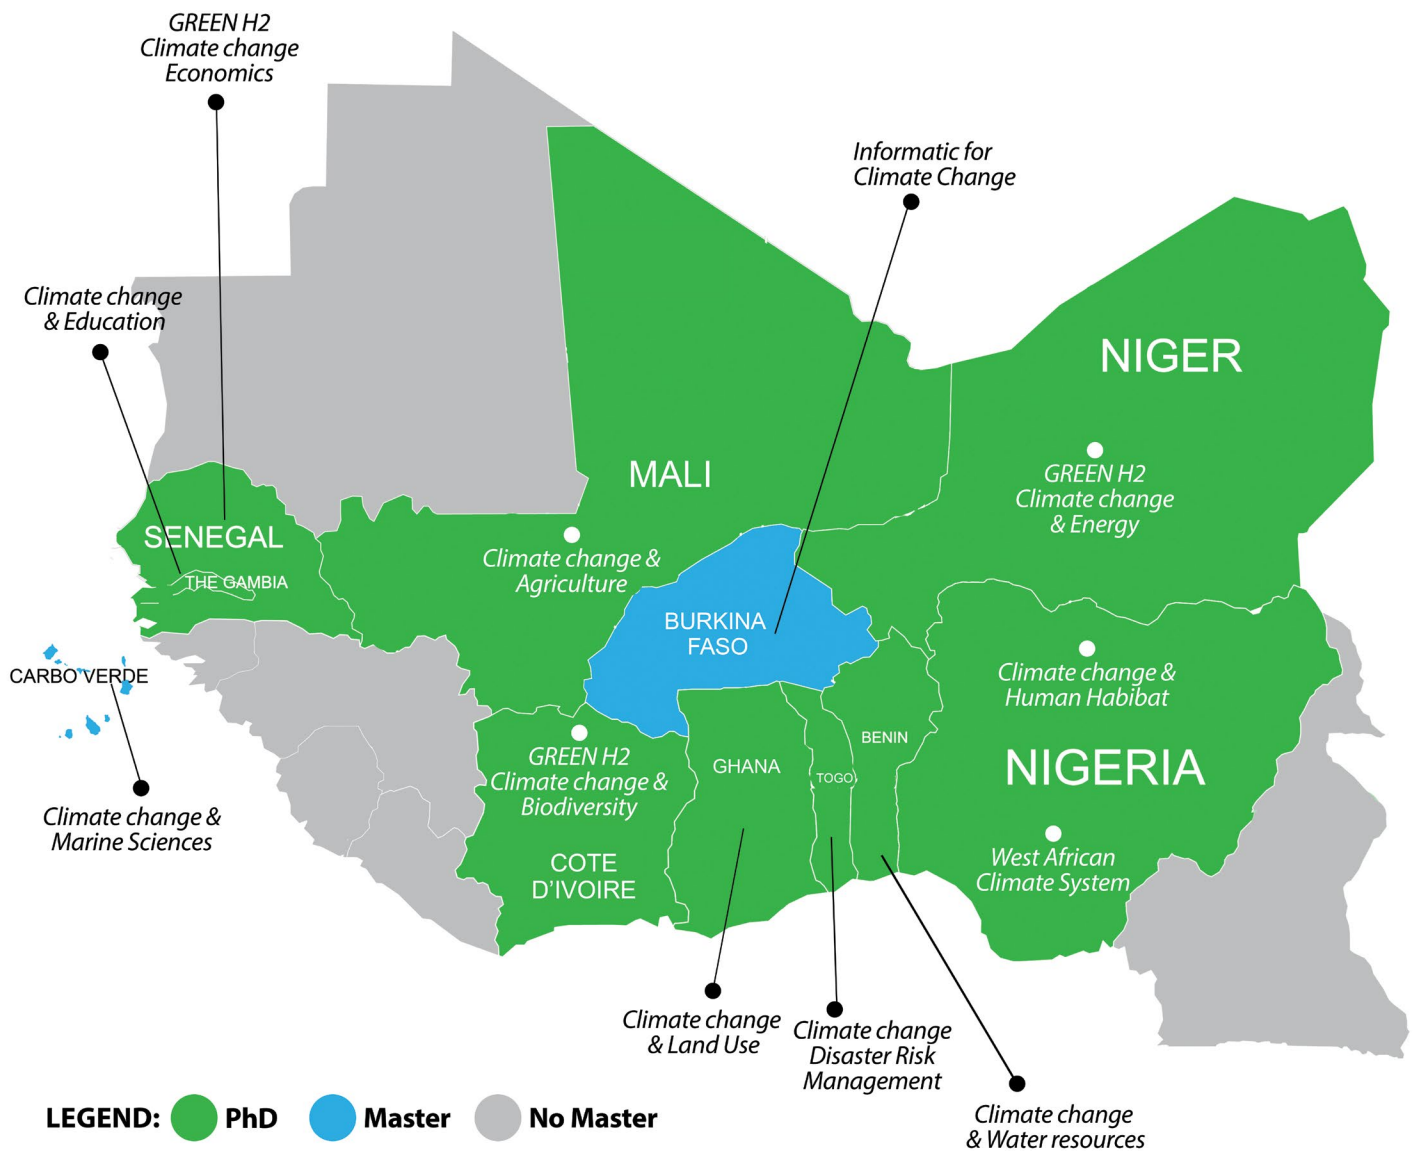 GREEN H2
Climate change
Economics
Informatic for
Climate Change
Climate change
& Education
NIGER
GREEN H2
Climate change
& Energy
MALI
Climate change &
Agriculture
SENEGAL
THE GAMBIA
BURKINA
FASO
CARBO VERDE
Climate change &
Marine Sciences
Climate change &
Human Habibat
NIGERIA
West African
Climate System
BENIN
TOGO
GHANA
GREEN H2
Climate change &
Biodiversity
COTE
D'IVOIRE
Climate change
& Land Use
Climate change
Disaster Risk
Management
Climate change
& Water resources
LEGEND: PhD Master No Master